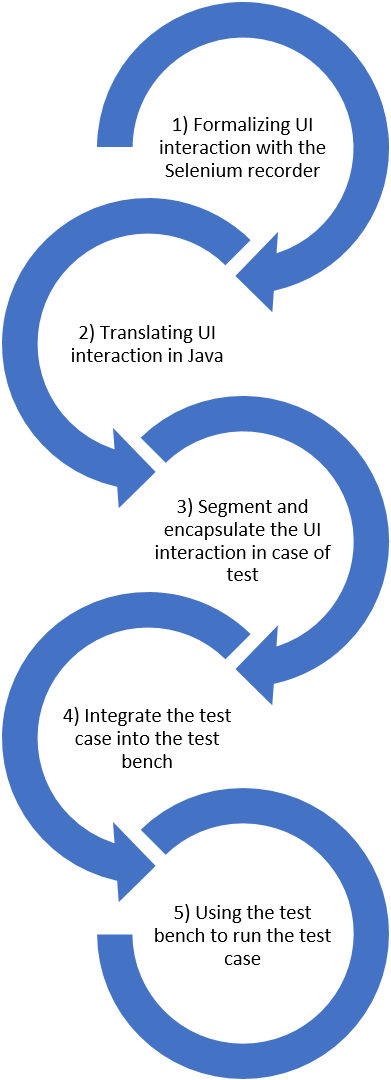 1) Formalizing UI
interaction with the
Selenium recorder
2) Translating UI
interaction in Java
3) Segment and
encapsulate the UI
interaction in case of
test
4) Integrate the test
case into the test
bench
5) Using the test
bench to run the test
case